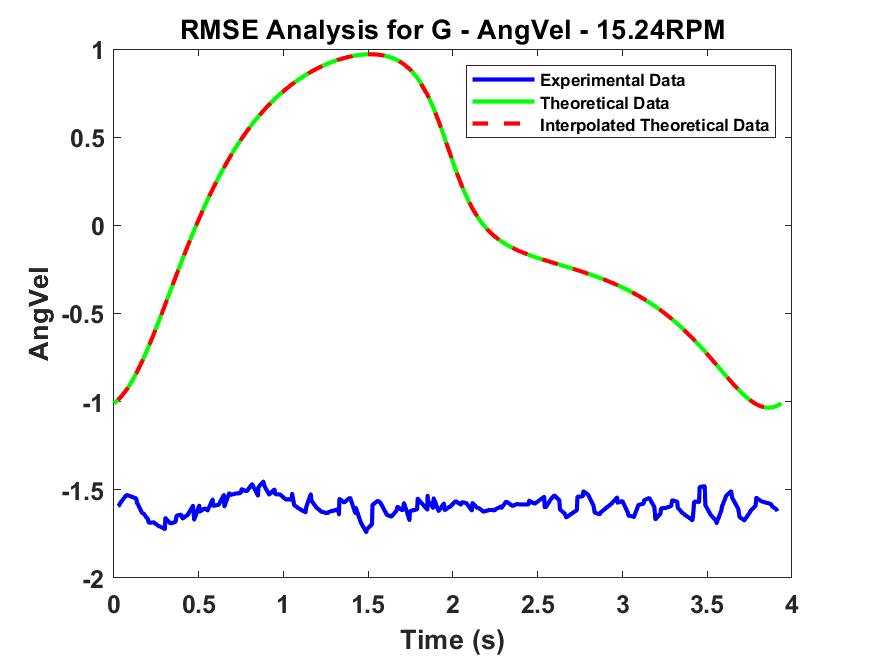 RMSE Analysis for G - AngVel - 15.24RPM
1
0.5
0
-0.5
-1
-1.5
-2
AngVel
Experimental Data
Theoretical Data
Interpolated Theoretical Data
0 0.5 1 1.5 2 2.5 3 3.5 4
Time (s)